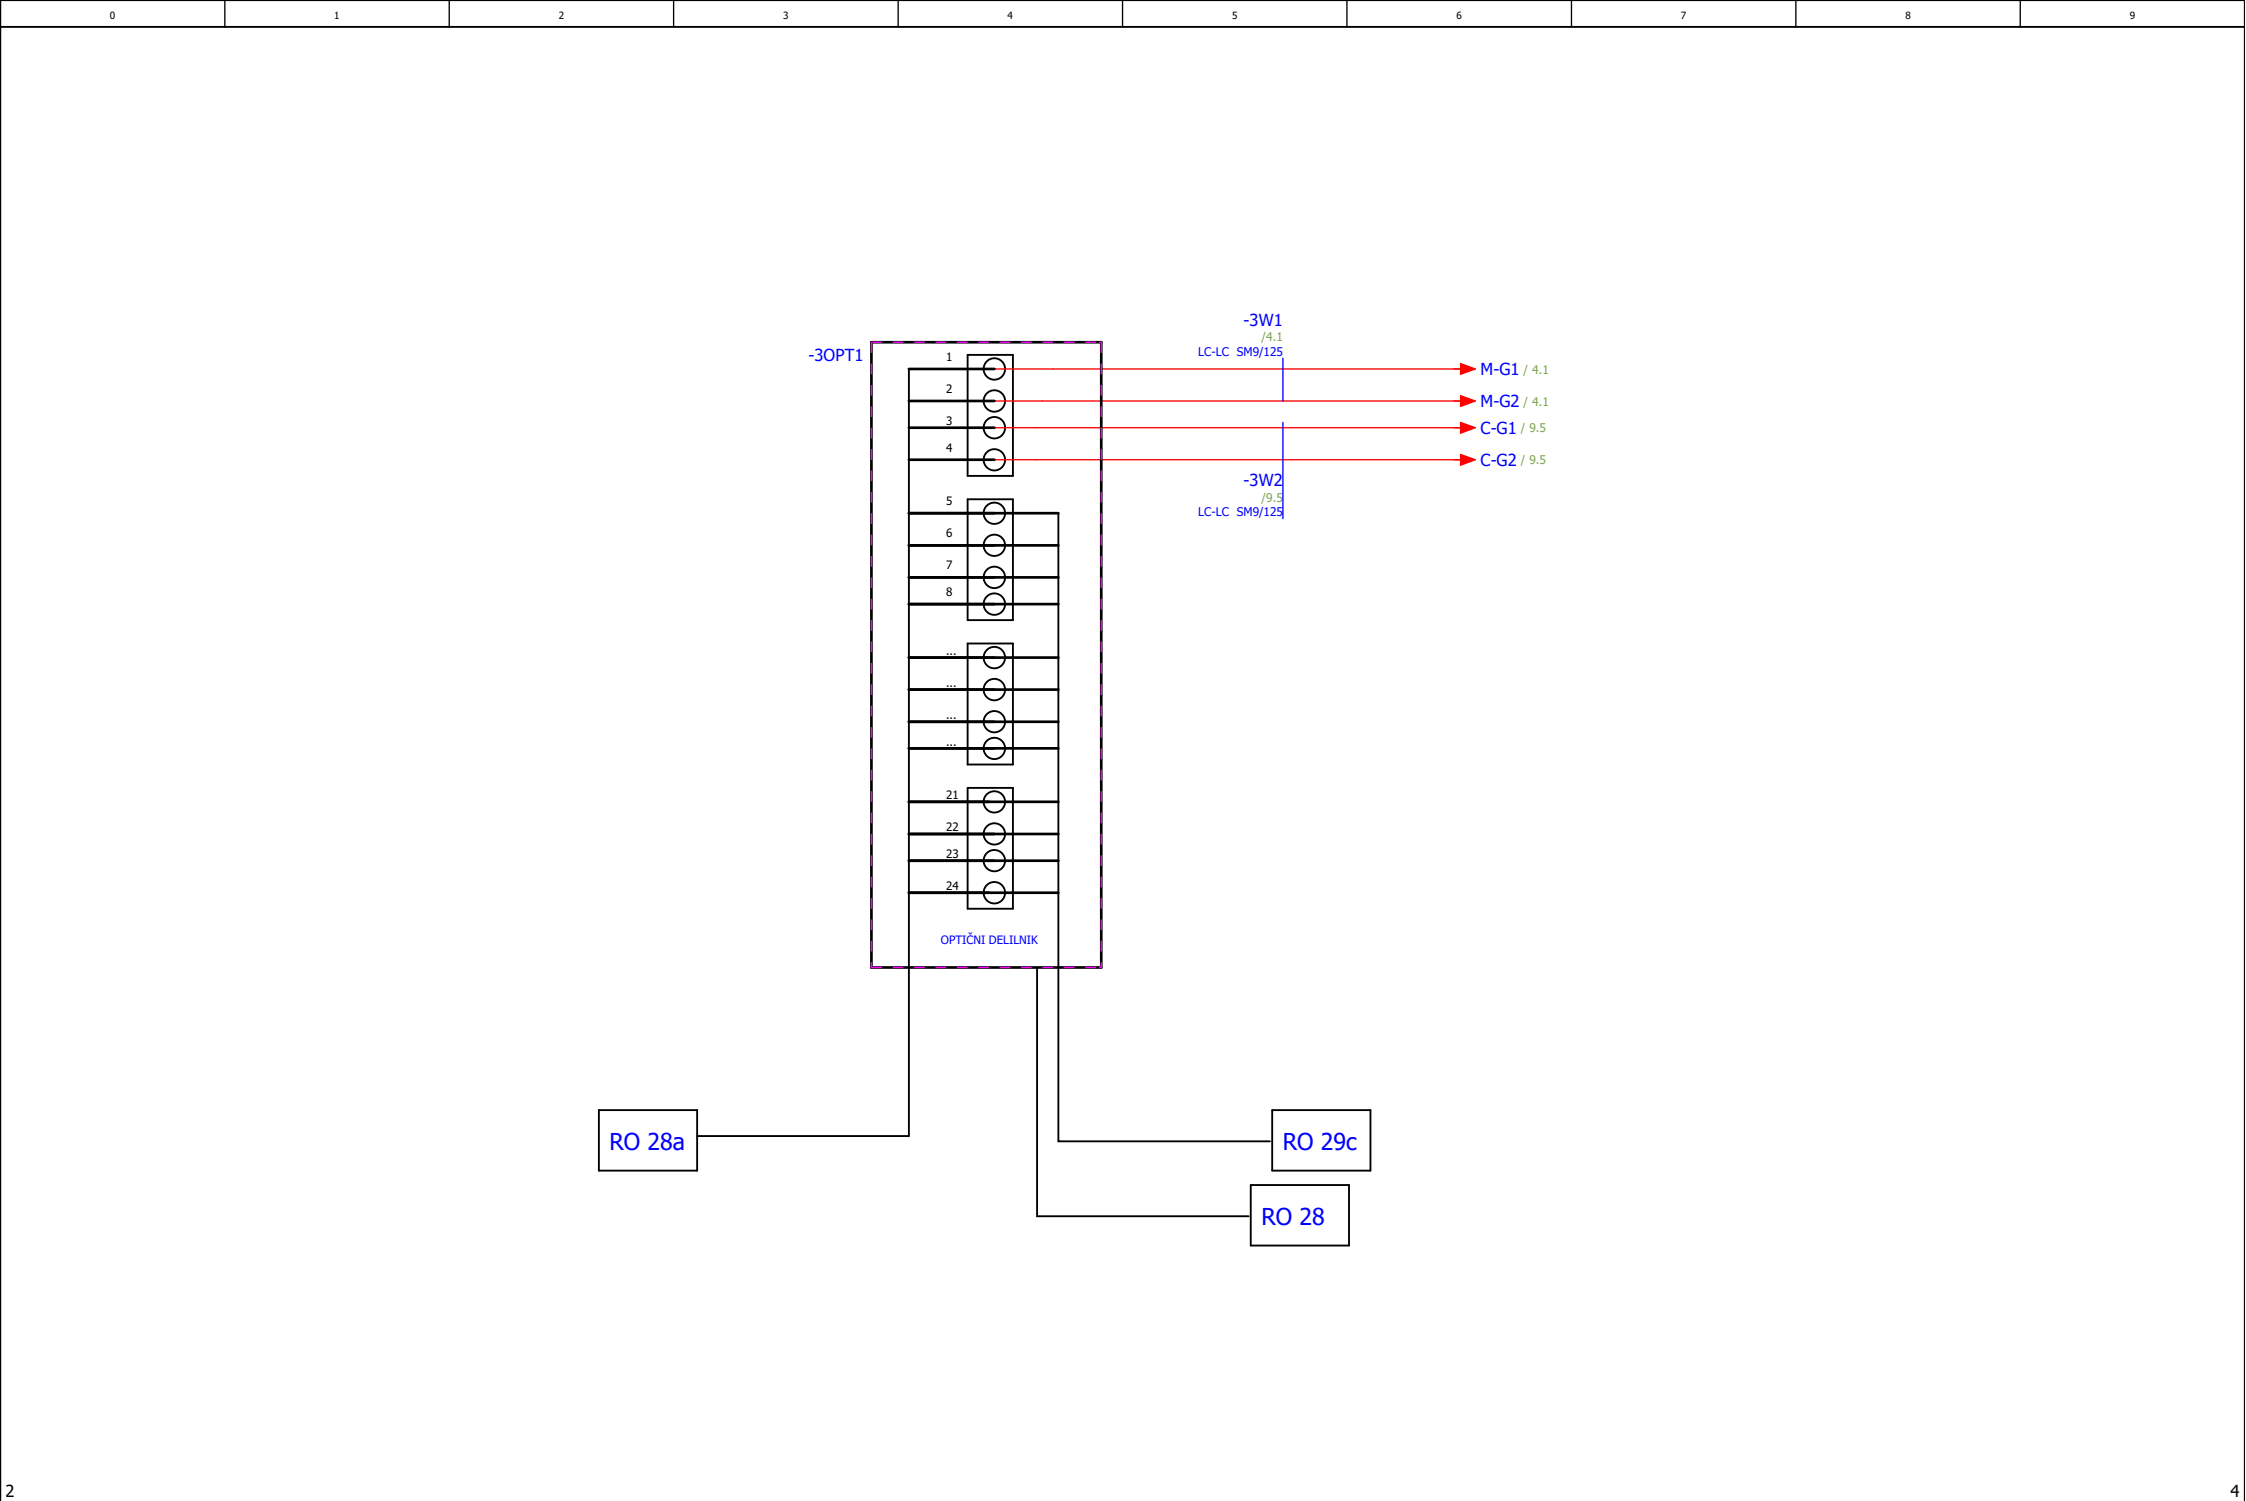 0 1 2 3 4 5 6 7 8 9
-3W1
/4.1
LC-LC SM9/125
-3OPT1
1
M-G1 / 4.1
2
M-G2 / 4.1
3
C-G1 / 9.5
4
C-G2 / 9.5
-3W2
/9.5
LC-LC SM9/125
5
6
7
8
...
...
...
...
21
22
23
24
OPTIČNI DELILNIK
RO 28a
RO 29c
RO 28
2
4